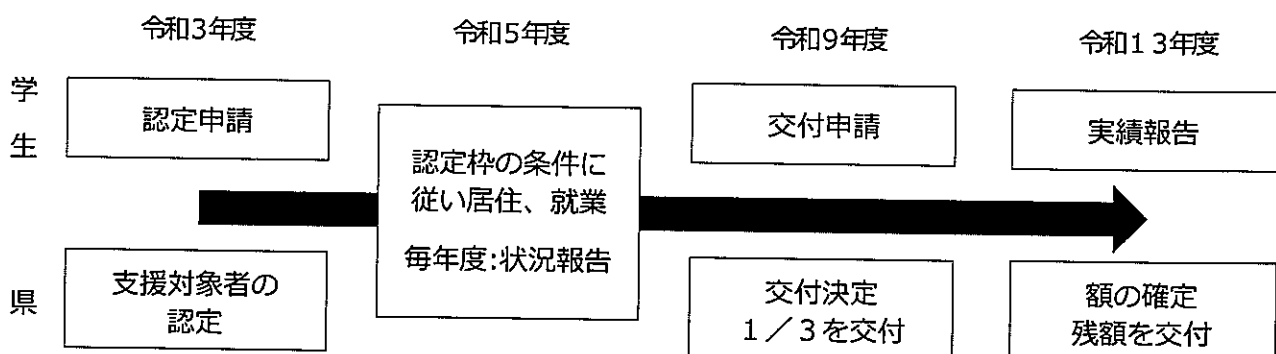 令和3年度
令和5年度
令和9年度
令和13年度
学
生
認定申請
認定枠の条件に
従い居住、就業
毎年度:状況報告
交付申請
実績報告
県
支援対象者の
認定
交付決定
1/3を交付
額の確定
残額を交付